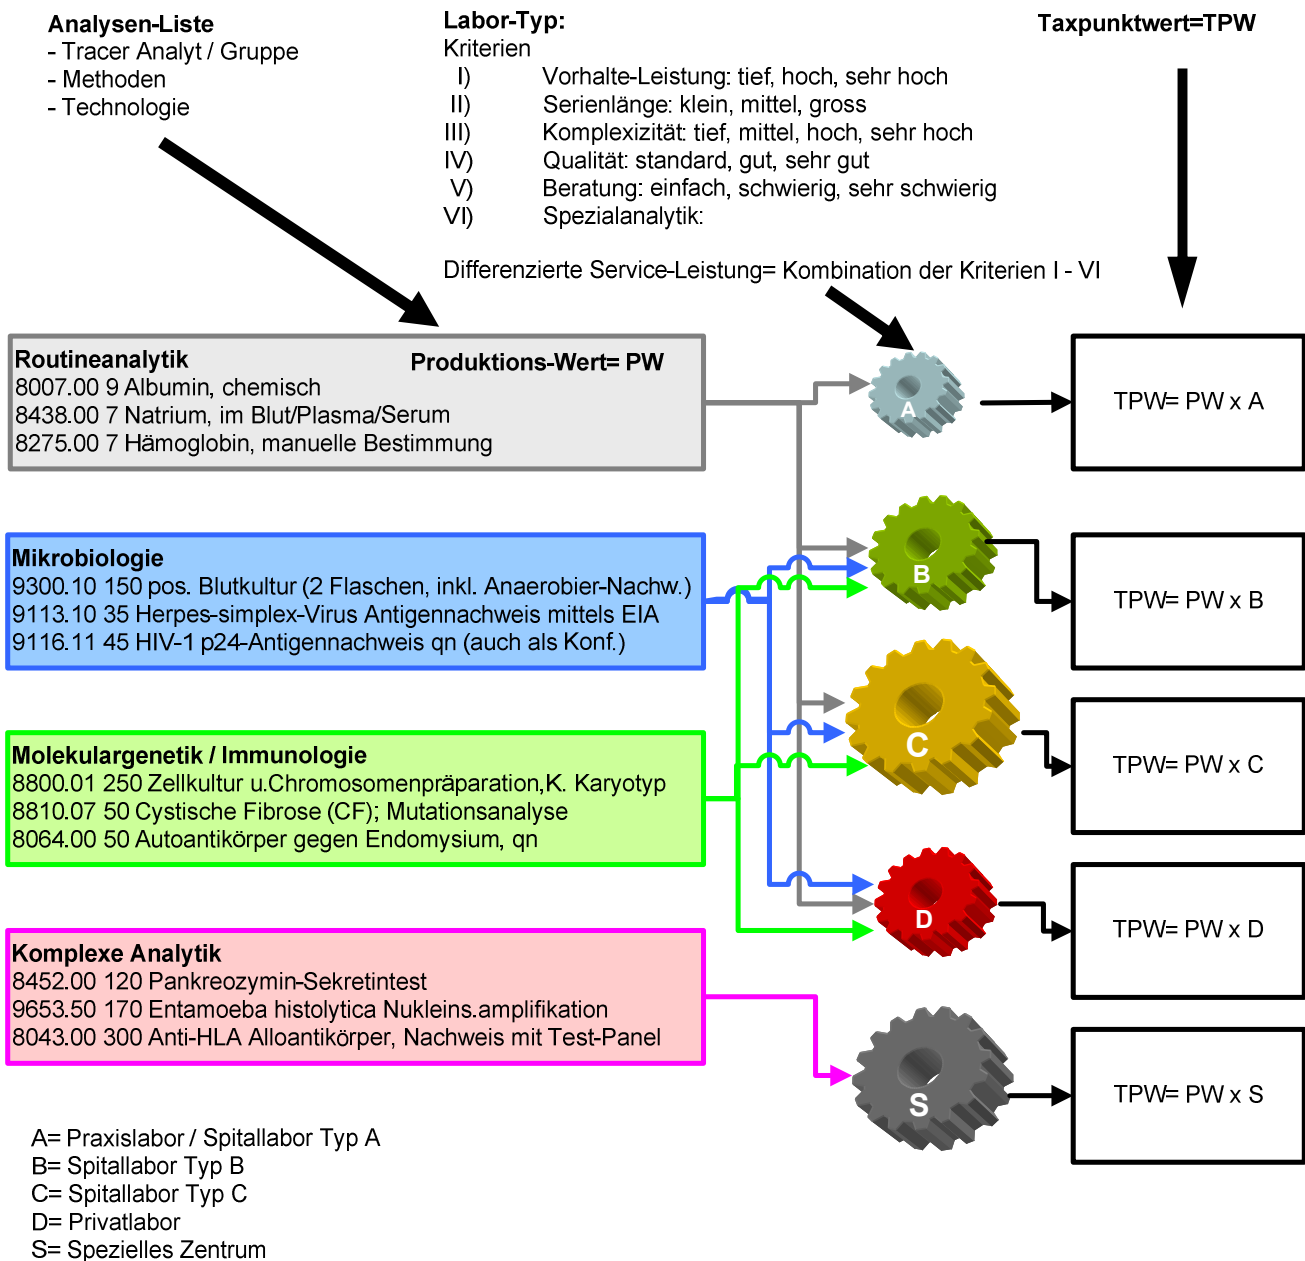 Analysen-Liste
- Tracer Analyt / Gruppe
- Methoden
- Technologie
Labor-Typ:
Kriterien
I) Vorhalte-Leistung: tief, hoch, sehr hoch
II) Serienlänge: klein, mittel, gross
III) Komplexizität: tief, mittel, hoch, sehr hoch
IV) Qualität: standard, gut, sehr gut
V) Beratung: einfach, schwierig, sehr schwierig
VI) Spezialanalytik:
Differenzierte Service-Leistung= Kombination der Kriterien I - VI
Taxpunktwert=TPW
Routineanalytik Produktions-Wert= PW
8007.00 9 Albumin, chemisch
8438.00 7 Natrium, im Blut/Plasma/Serum
8275.00 7 Hämoglobin, manuelle Bestimmung
A
TPW= PW x A
Mikrobiologie
9300.10 150 pos. Blutkultur (2 Flaschen, inkl. Anaerobier-Nachw.)
9113.10 35 Herpes-simplex-Virus Antigennachweis mittels EIA
9116.11 45 HIV-1 p24-Antigennachweis qn (auch als Konf.)
B
TPW= PW x B
Molekulargenetik / Immunologie
8800.01 250 Zellkultur u.Chromosomenpräparation,K. Karyotyp
8810.07 50 Cystische Fibrose (CF); Mutationsanalyse
8064.00 50 Autoantikörper gegen Endomysium, qn
C
TPW= PW x C
D
TPW= PW x D
Komplexe Analytik
8452.00 120 Pankreozymin-Sekretintest
9653.50 170 Entamoeba histolytica Nukleins.amplifikation
8043.00 300 Anti-HLA Alloantikörper, Nachweis mit Test-Panel
S
TPW= PW x S
A= Praxislabor / Spitallabor Typ A
B= Spitallabor Typ B
C= Spitallabor Typ C
D= Privatlabor
S= Spezielles Zentrum